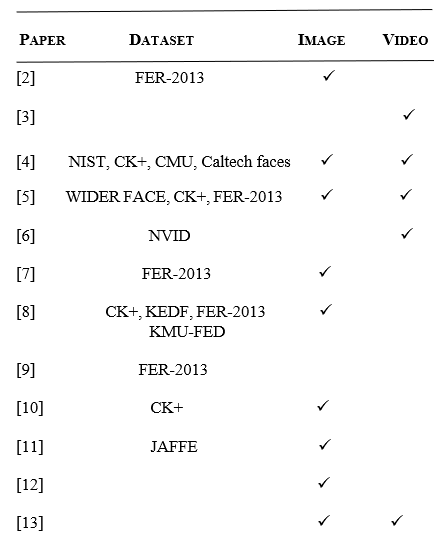 PAPER DATASET IMAGE VIDEO
[2] FER-2013 ✓
[3] ✓
[4] NIST, CK+, CMU, Caltech faces ✓ ✓
[5] WIDER FACE, CK+, FER-2013 ✓ ✓
[6] NVID ✓
[7] FER-2013 ✓
[8] CK+, KEDF, FER-2013 ✓
KMU-FED
[9] FER-2013
[10] CK+ ✓
[11] JAFFE ✓
[12] ✓
[13] ✓ ✓